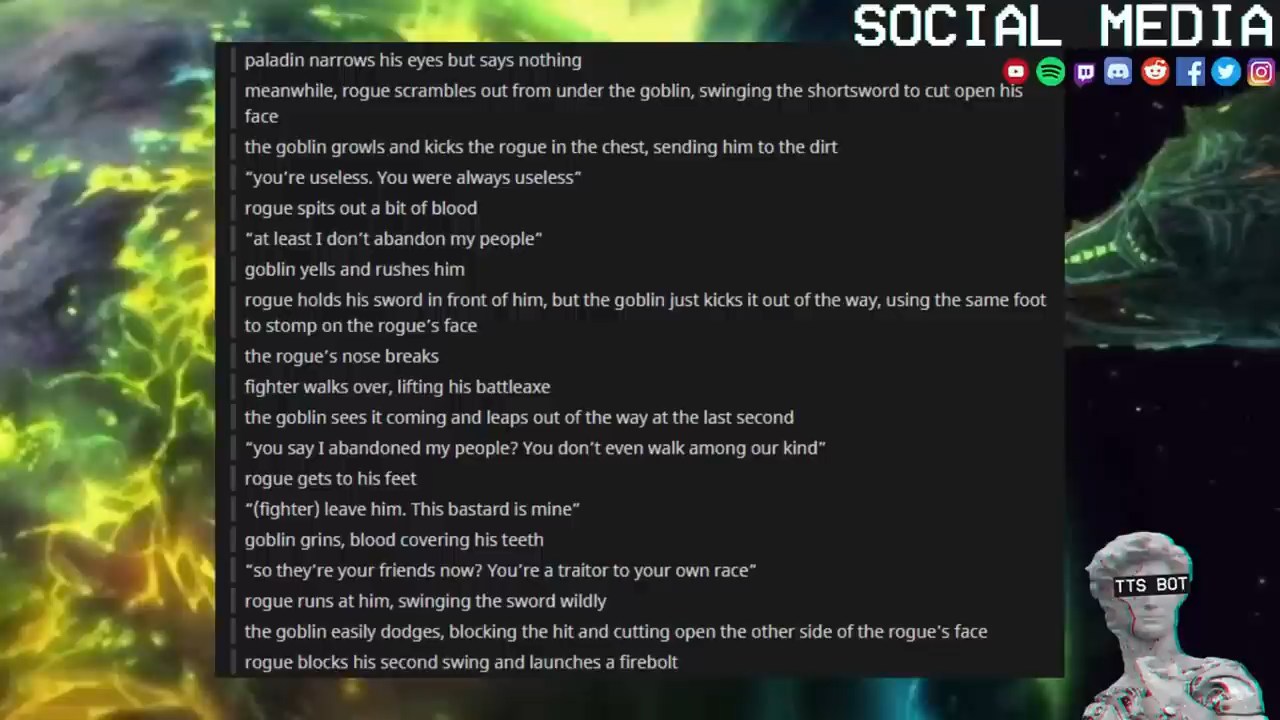 SOCIAL MEDIA
paladin narrows his eyes but says nothing
meanwhile, rogue scrambles out from under the goblin, swinging the shortsword to cut open his
face
the goblin growls and kicks the rogue in the chest, sending him to the dirt
“you’re useless. You were always useless”
rogue spits out a bit of blood
“at least I don’t abandon my people”
goblin yells and rushes him
rogue holds his sword in front of him, but the goblin just kicks it out of the way, using the same foot
to stomp on the rogue’s face
the rogue’s nose breaks
fighter walks over, lifting his battleaxe
the goblin sees it coming and leaps out of the way at the last second
“you say I abandoned my people? You don’t even walk among our kind”
rogue gets to his feet
“(fighter) leave him. This bastard is mine”
goblin grins, blood covering his teeth
“so they’re your friends now? You’re a traitor to your own race”
rogue runs at him, swinging the sword wildly
the goblin easily dodges, blocking the hit and cutting open the other side of the rogue’s face
rogue blocks his second swing and launches a firebolt
TTS BOT